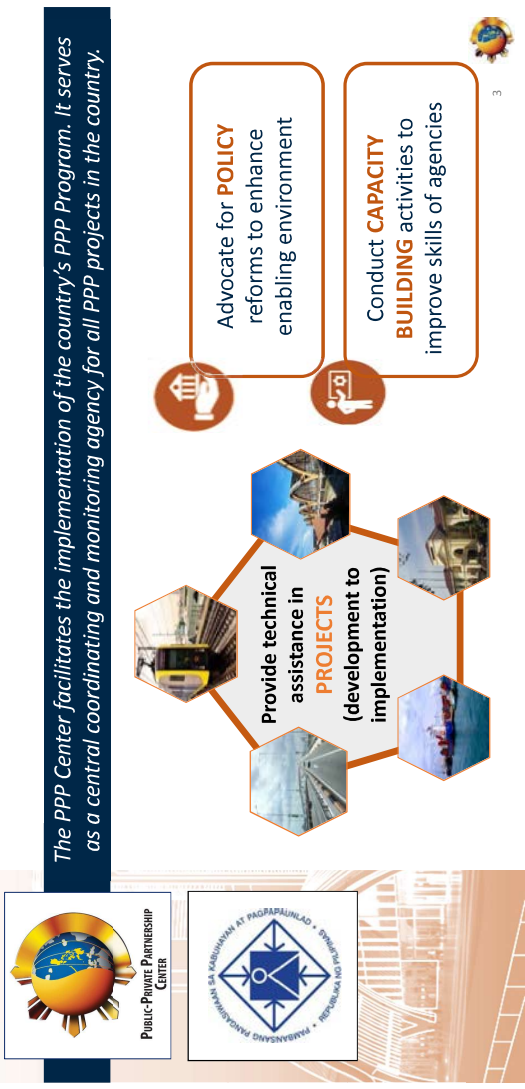 The PPP Center facilitates the implementation of the country's PPP Program. It serves
as a central coordinating and monitoring agency for all PPP projects in the country.
PUBLIC-PRIVATE PARTNERSHIP
CENTER
PAMBANSANG PANGASIWAAN SA KABUHAYAN AT PAGPAPAUNLAD
REPUBLIKA NG PILIPINAS
Provide technical
assistance in
PROJECTS
(development to
implementation)
Advocate for POLICY
reforms to enhance
enabling environment
Conduct CAPACITY
BUILDING activities to
improve skills of agencies
3